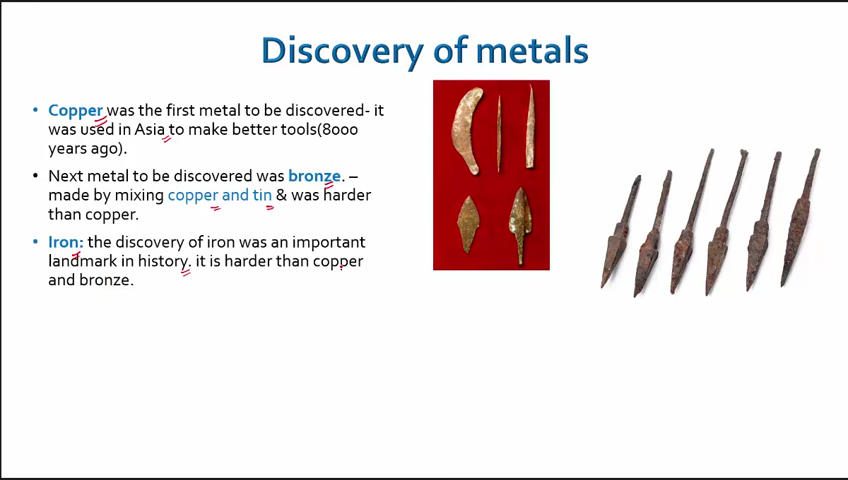 Discovery of metals
• Copper was the first metal to be discovered- it
was used in Asia to make better tools(8000
years ago).
• Next metal to be discovered was bronze. –
made by mixing copper and tin & was harder
than copper.
• Iron: the discovery of iron was an important
landmark in history. it is harder than copper
and bronze.